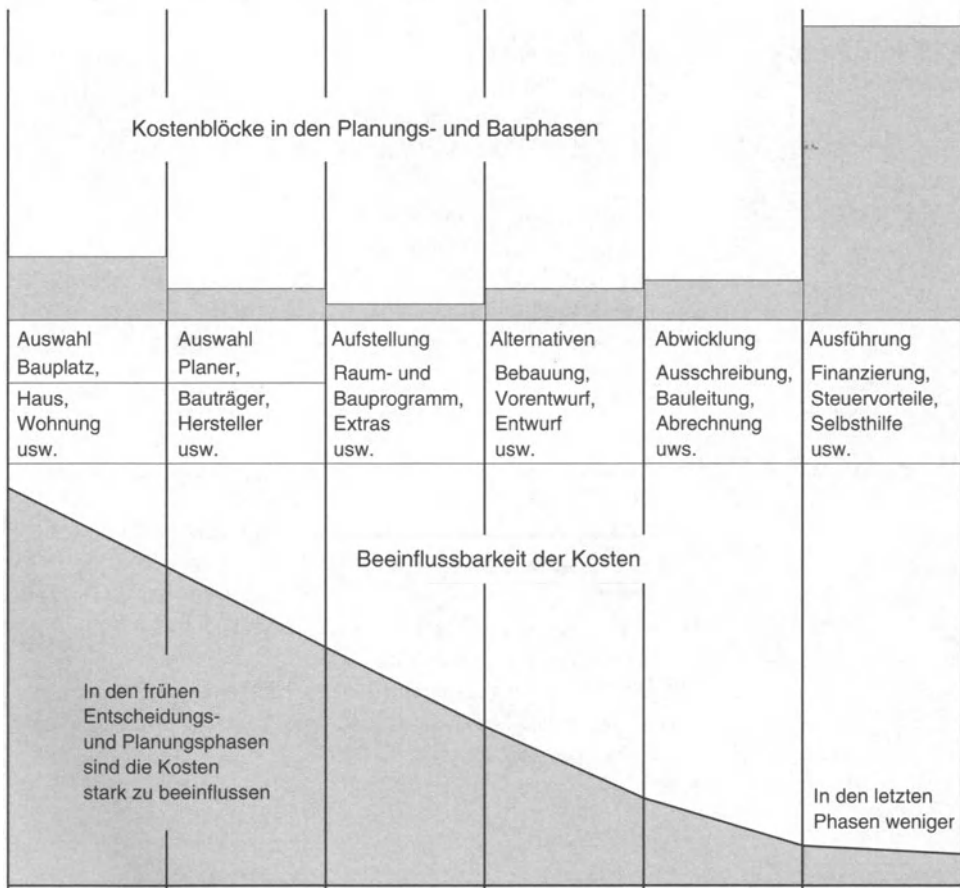 Kostenblöcke in den Planungs- und Bauphasen
Auswahl
Bauplatz,
Haus,
Wohnung
usw.
Auswahl
Planer,
Bauträger,
Hersteller
usw.
Aufstellung
Raum- und
Bauprogramm,
Extras
usw.
Alternativen
Bebauung,
Vorentwurf,
Entwurf
usw.
Abwicklung
Ausschreibung,
Bauleitung,
Abrechnung
uws.
Ausführung
Finanzierung,
Steuervorteile,
Selbsthilfe
usw.
Beeinflussbarkeit der Kosten
In den frühen
Entscheidungs-
und Planungsphasen
sind die Kosten
stark zu beeinflussen
In den letzten
Phasen weniger